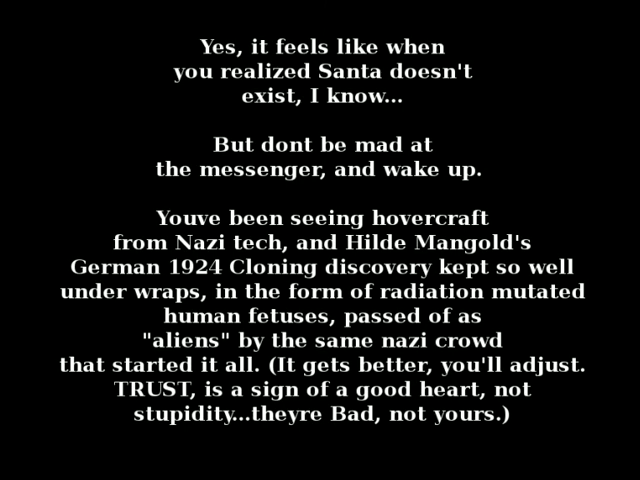 Yes, it feels like when
you realized Santa doesn't
exist, I know...
But dont be mad at
the messenger, and wake up.
Youve been seeing hovercraft
from Nazi tech, and Hilde Mangold's
German 1924 Cloning discovery kept so well
under wraps, in the form of radiation mutated
human fetuses, passed of as
"aliens" by the same nazi crowd
that started it all. (It gets better, you'll adjust.
TRUST, is a sign of a good heart, not
stupidity...theyre Bad, not yours.)